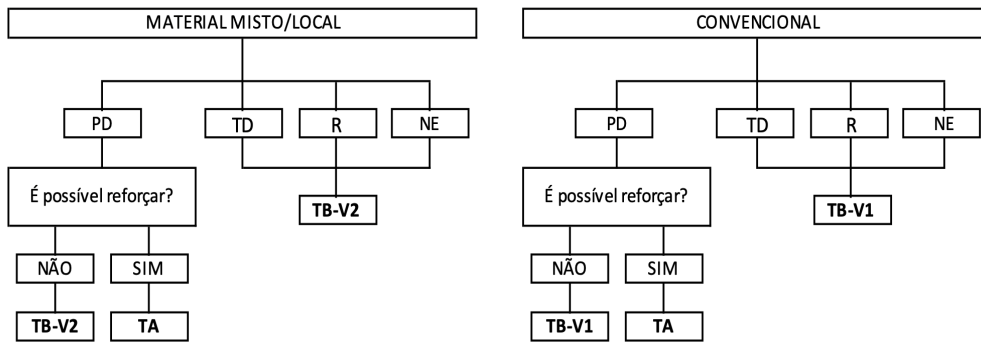 MATERIAL MISTO/LOCAL
PD
TD
R
NE
É possível reforçar?
TB-V2
NÃO
SIM
TB-V2
TA
CONVENCIONAL
PD
TD
R
NE
É possível reforçar?
TB-V1
NÃO
SIM
TB-V1
TA